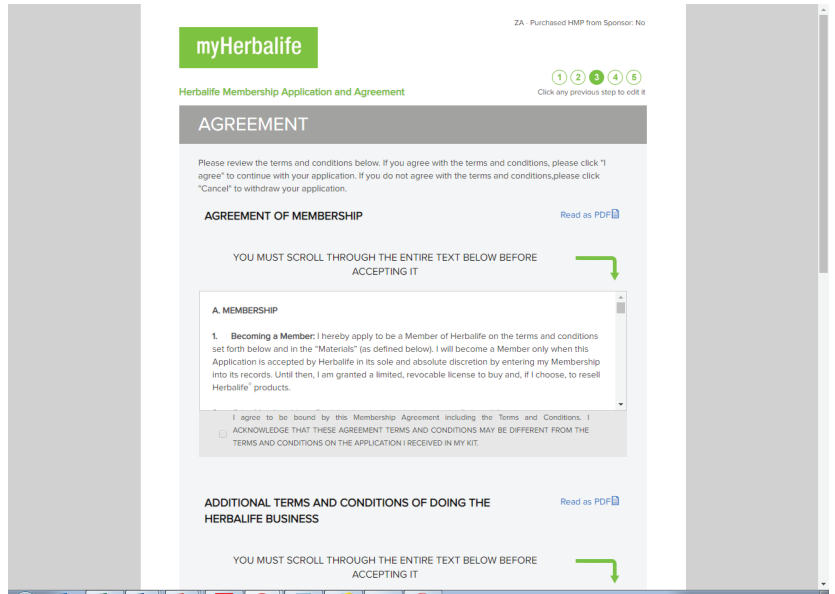 ZA - Purchased HMP from Sponsor: No
myHerbalife
1 2 3 4 5
Herbalife Membership Application and Agreement
Click any previous step to edit it
AGREEMENT
Please review the terms and conditions below. If you agree with the terms and conditions, please click "I
agree" to continue with your application. If you do not agree with the terms and conditions,please click
"Cancel" to withdraw your application.
AGREEMENT OF MEMBERSHIP
Read as PDF
YOU MUST SCROLL THROUGH THE ENTIRE TEXT BELOW BEFORE
ACCEPTING IT
A. MEMBERSHIP
1. Becoming a Member: I hereby apply to be a Member of Herbalife on the terms and conditions
set forth below and in the "Materials" (as defined below). I will become a Member only when this
Application is accepted by Herbalife in its sole and absolute discretion by entering my Membership
into its records. Until then, I am granted a limited, revocable license to buy and, if I choose, to resell
Herbalife® products.
I agree to be bound by this Membership Agreement including the Terms and Conditions. I
ACKNOWLEDGE THAT THESE AGREEMENT TERMS AND CONDITIONS MAY BE DIFFERENT FROM THE
TERMS AND CONDITIONS ON THE APPLICATION I RECEIVED IN MY KIT.
ADDITIONAL TERMS AND CONDITIONS OF DOING THE
HERBALIFE BUSINESS
Read as PDF
YOU MUST SCROLL THROUGH THE ENTIRE TEXT BELOW BEFORE
ACCEPTING IT